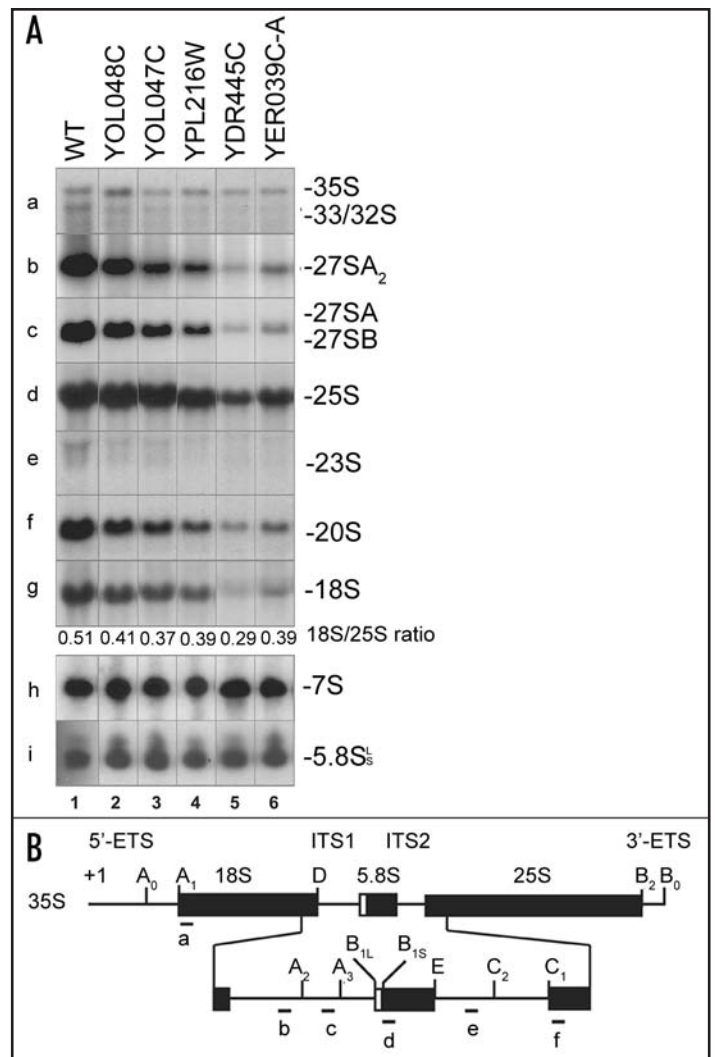 A
WT YOL048C YOL047C YPL216W YDR445C YER039C-A
a -35S
-33/32S
b -27SA2
c -27SA
-27SB
d -25S
e -23S
f -20S
g -18S
0.51 0.41 0.37 0.39 0.29 0.39 18S/25S ratio
h -7S
i -5.8S L S
1 2 3 4 5 6
B
5'-ETS ITS1 ITS2 3'-ETS
+1 A0 A1 18S D 5.8S 25S B2 B0
35S
a
A2 A3 B1L B1S E C2 C1
b c d e f